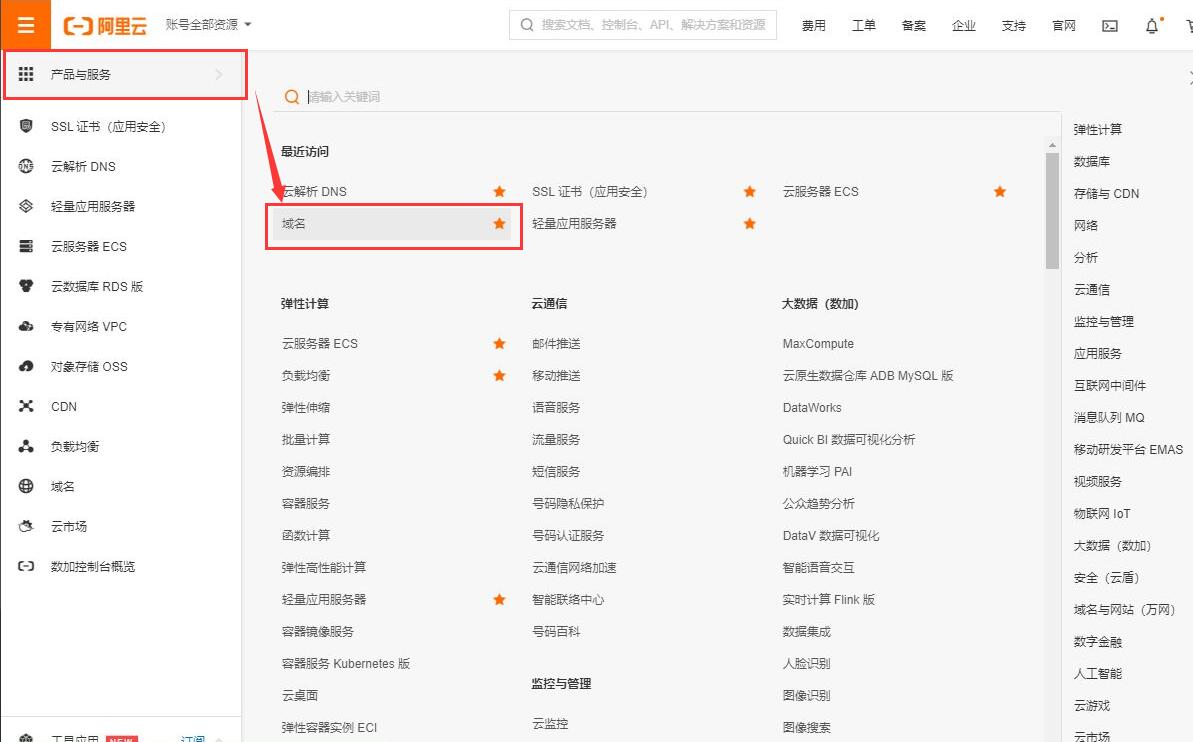 阿里云 账号全部资源 搜索文档、控制台、API、解决方案和资源 费用 工单 备案 企业 支持 官网
产品与服务
SSL 证书（应用安全）
云解析 DNS
轻量应用服务器
云服务器 ECS
云数据库 RDS 版
专有网络 VPC
对象存储 OSS
CDN
负载均衡
域名
云市场
数加控制台概览
工具应用 NEW 订阅
请输入关键词
最近访问
云解析 DNS SSL 证书（应用安全） 云服务器 ECS
域名 轻量应用服务器
弹性计算
云服务器 ECS
负载均衡
弹性伸缩
批量计算
资源编排
容器服务
函数计算
弹性高性能计算
轻量应用服务器
容器镜像服务
容器服务 Kubernetes 版
云桌面
弹性容器实例 ECI
云通信
邮件推送
移动推送
语音服务
流量服务
短信服务
号码隐私保护
号码认证服务
云通信网络加速
智能联络中心
号码百科
监控与管理
云监控
大数据（数加）
MaxCompute
云原生数据仓库 ADB MySQL 版
DataWorks
Quick BI 数据可视化分析
机器学习 PAI
公众趋势分析
DataV 数据可视化
智能语音交互
实时计算 Flink 版
数据集成
人脸识别
图像识别
图像搜索
弹性计算
数据库
存储与 CDN
网络
分析
云通信
监控与管理
应用服务
互联网中间件
消息队列 MQ
移动研发平台 EMAS
视频服务
物联网 IoT
大数据（数加）
安全（云盾）
域名与网站（万网）
数字金融
人工智能
云游戏
云市场